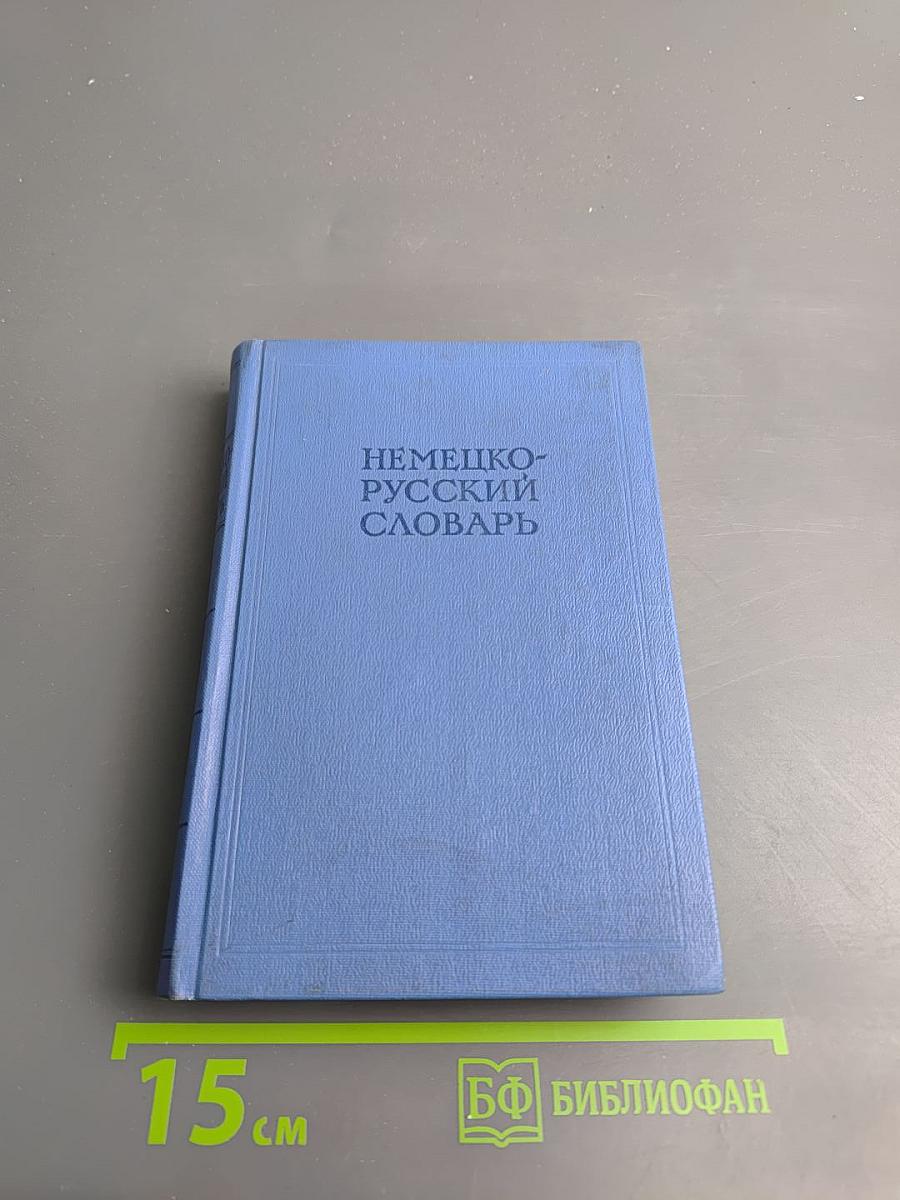 НЕМЕЦКО-
РУССКИЙ
СЛОВАРЬ
15 см
БФ БИБЛИОФАН